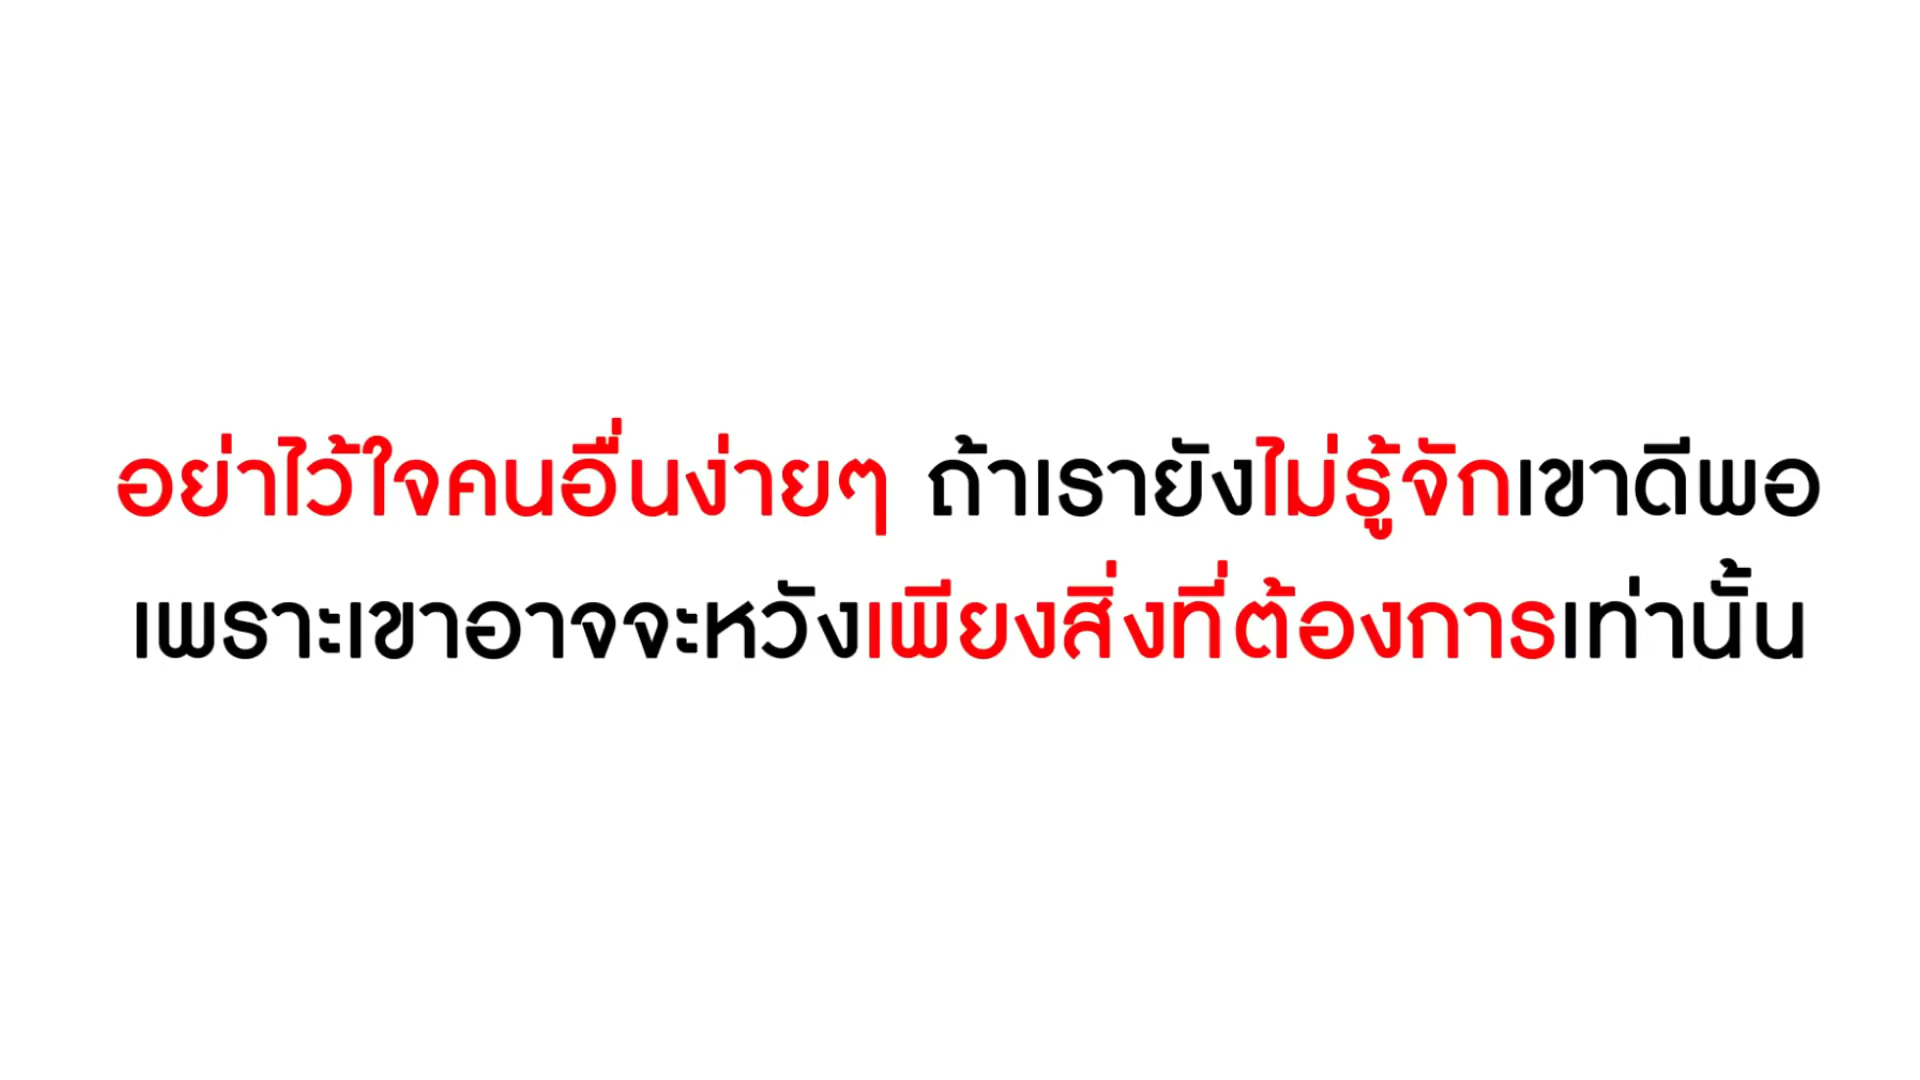 อย่าไว้ใจคนอื่นง่ายๆ ถ้าเรายังไม่รู้จักเขาดีพอ
เพราะเขาอาจจะหวังเพียงสิ่งที่ต้องการเท่านั้น